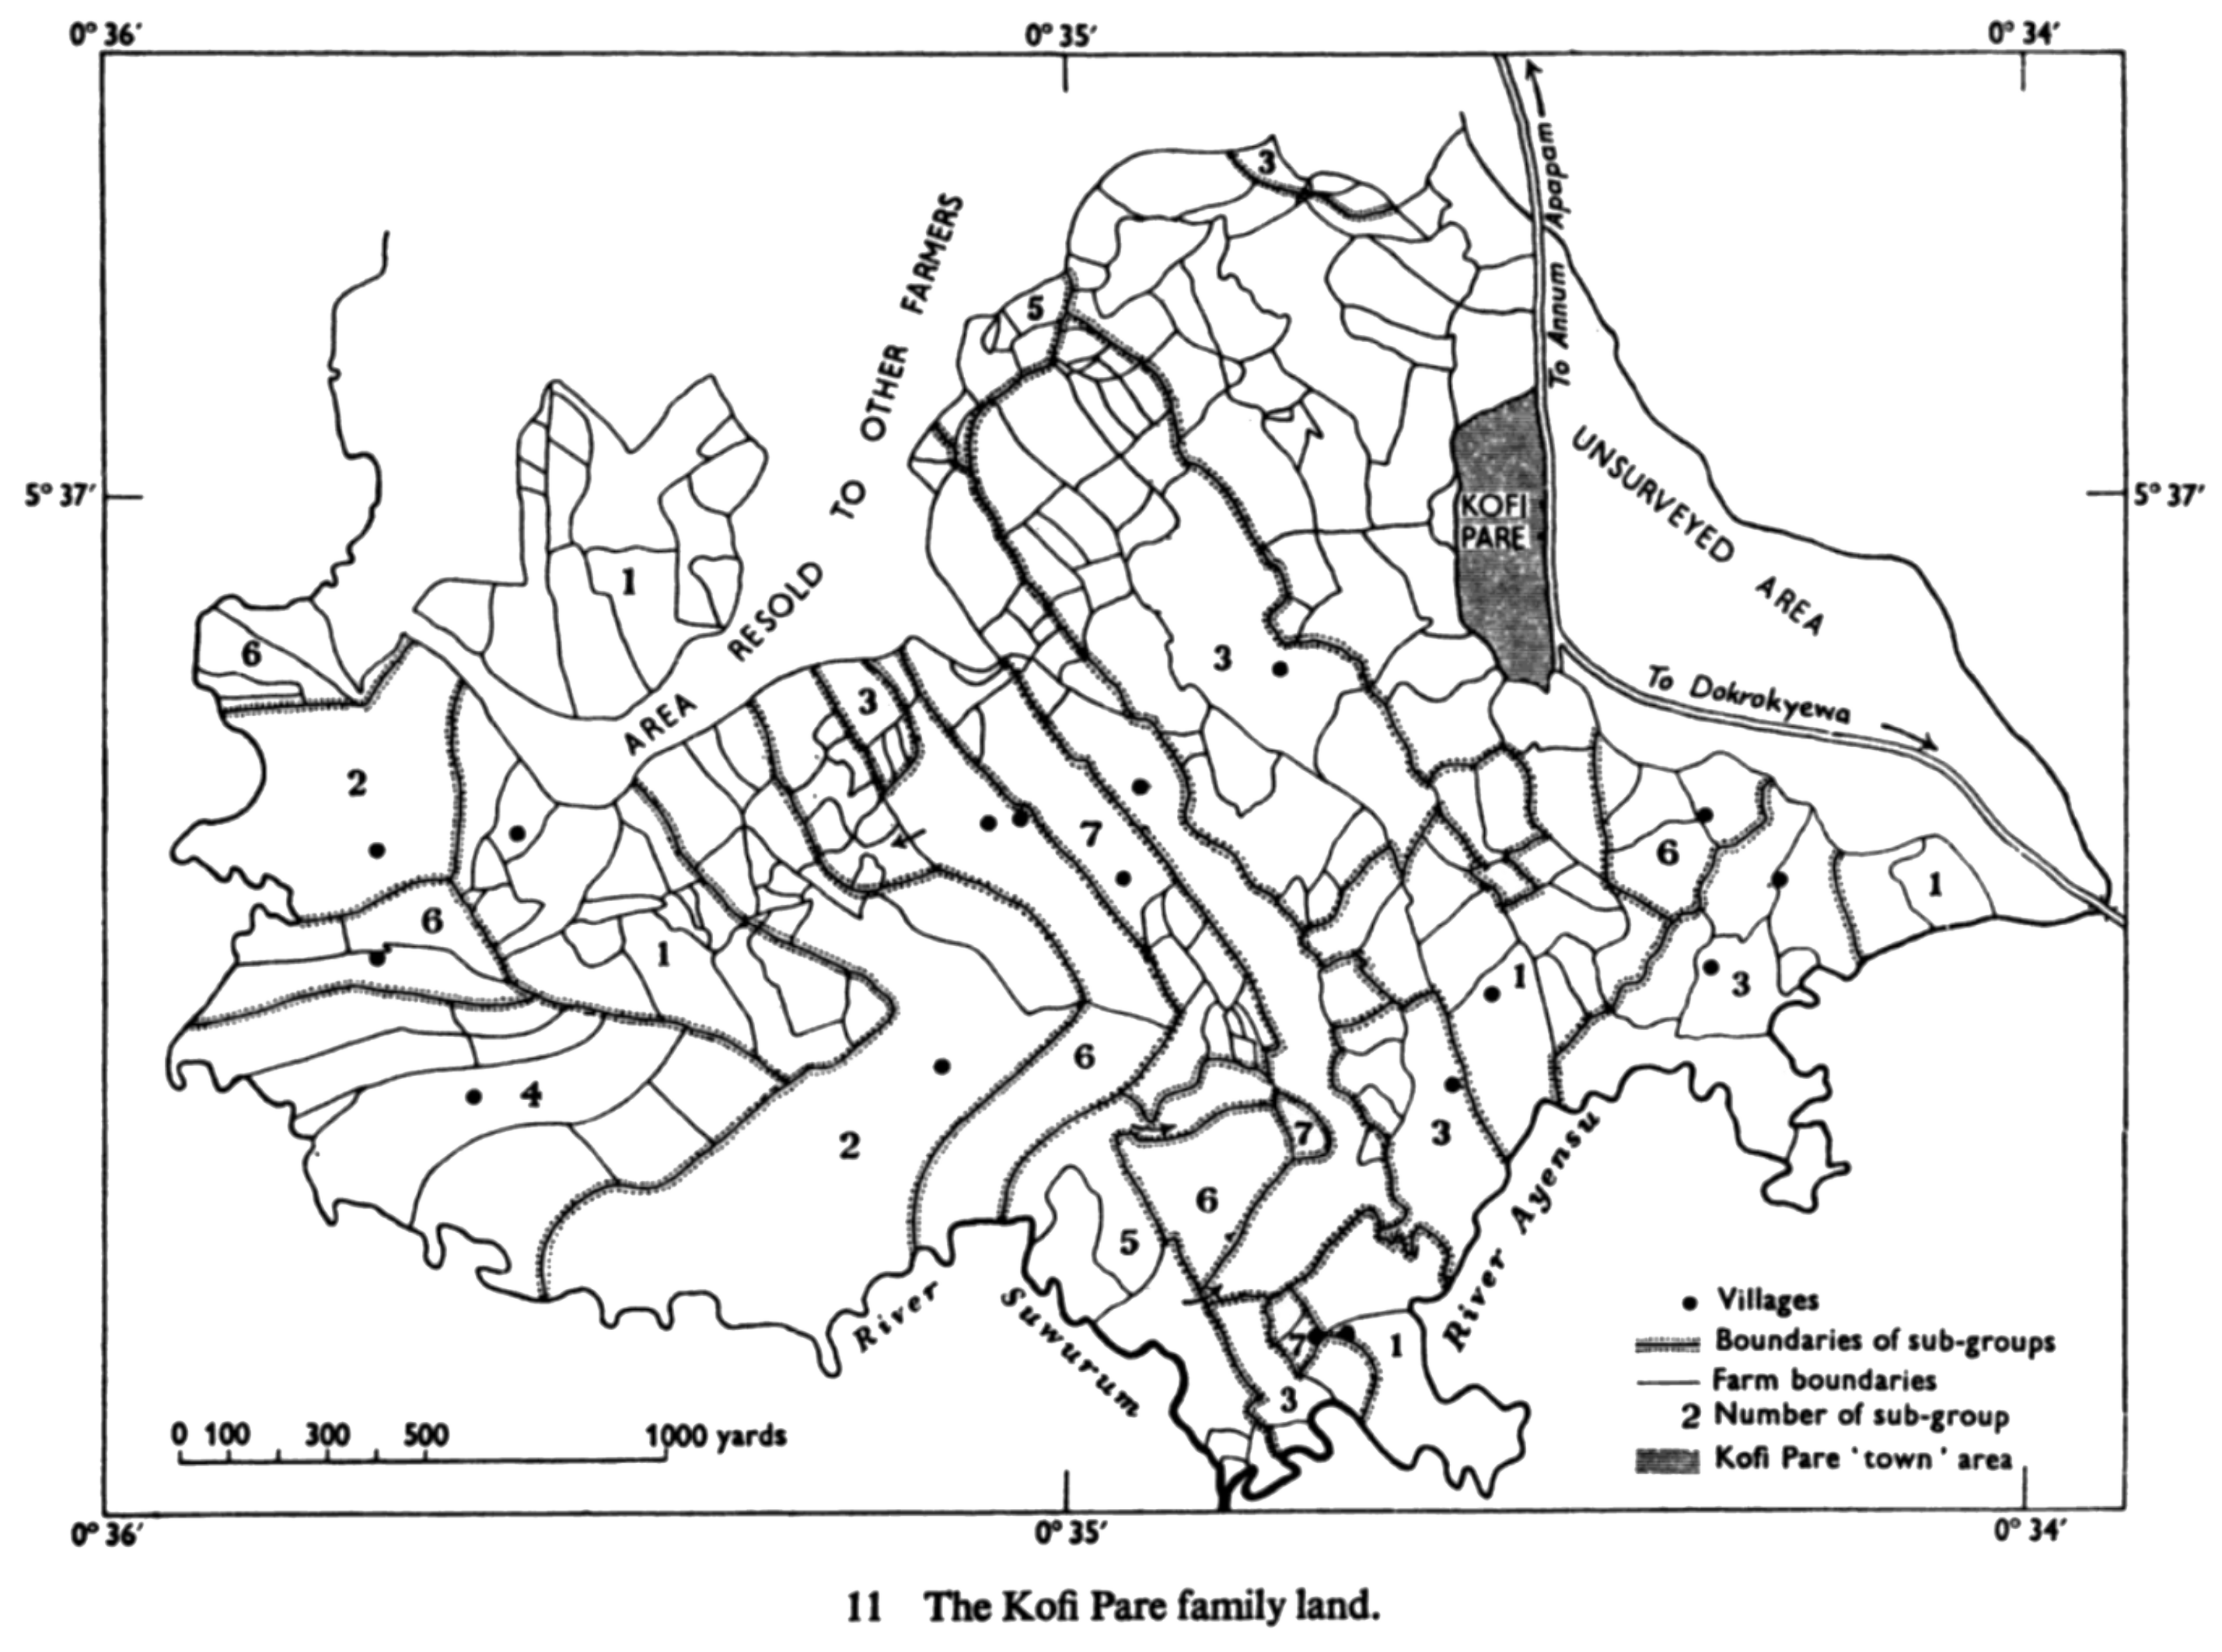 0° 36′ 0° 35′ 0° 34′
3
To Annum Apapam
AREA RESOLD TO OTHER FARMERS
5
5° 37′ 5° 37′
KOFI
PARE
UNSURVEYED AREA
1
6
3
3
To Dokrokyewa
2
7
6
1
6
1
1
3
6
4
3
7
2
6
5
River Suwurum
River Ayensu
7
1
3
Villages
Boundaries of sub-groups
Farm boundaries
2 Number of sub-group
Kofi Pare ‘town’ area
0 100 300 500 1000 yards
0° 36′ 0° 35′ 0° 34′
11 The Kofi Pare family land.